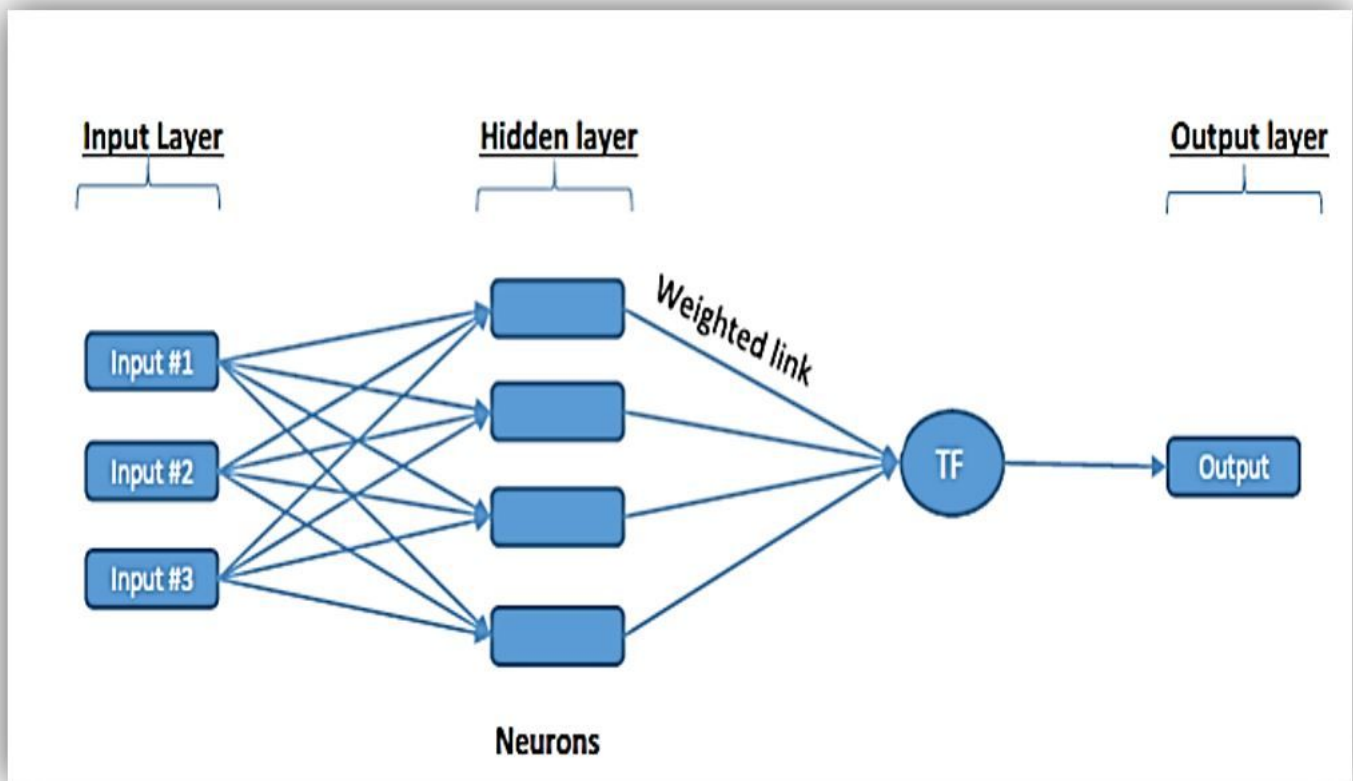 Input Layer
Hidden layer
Output layer
Weighted link
Input #1
Input #2
Input #3
TF
Output
Neurons